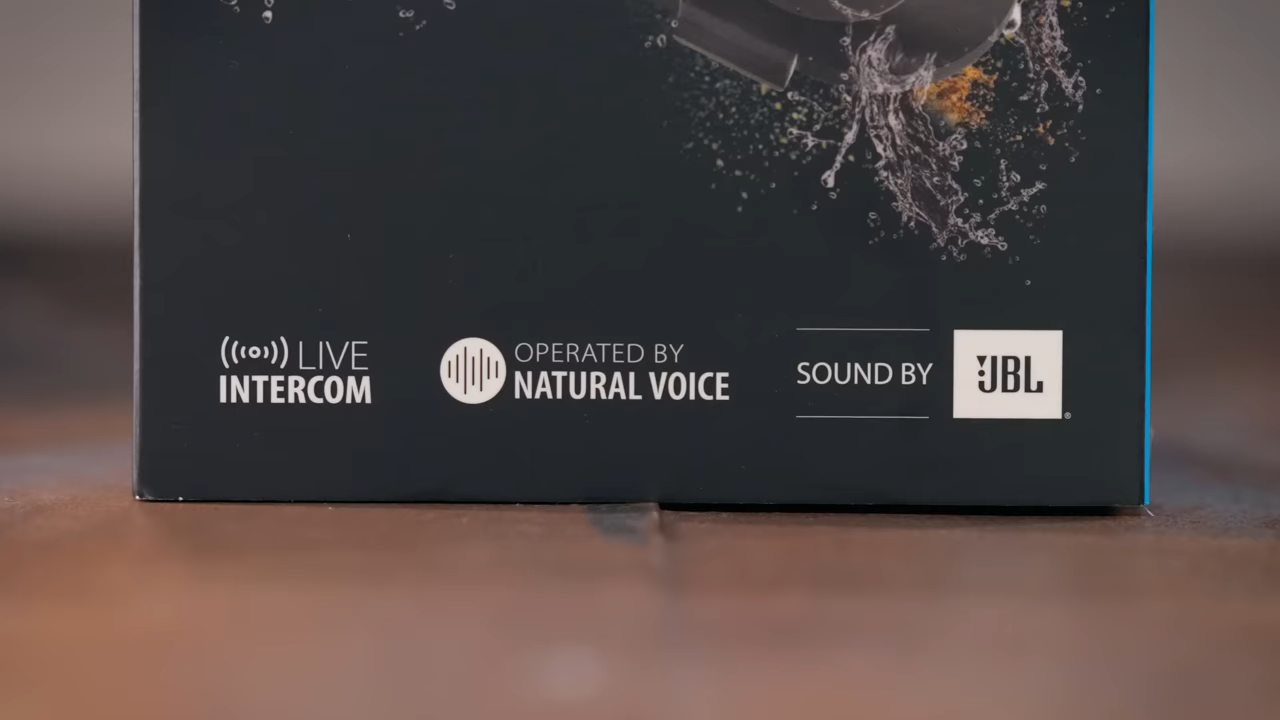 LIVE
INTERCOM
OPERATED BY
NATURAL VOICE
SOUND BY
JBL®